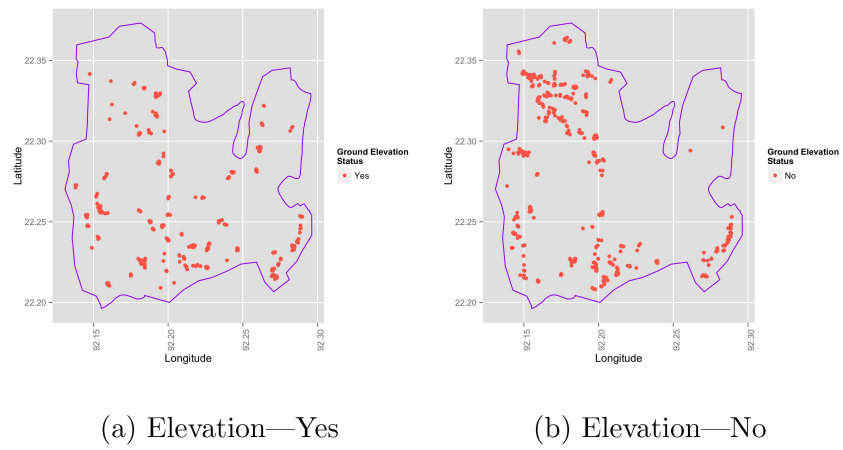 22.35
22.30
22.25
22.20
Latitude
92.15
92.20
92.25
92.30
Longitude
Ground Elevation
Status
Yes
(a) Elevation—Yes
22.35
22.30
22.25
22.20
Latitude
92.15
92.20
92.25
92.30
Longitude
Ground Elevation
Status
No
(b) Elevation—No